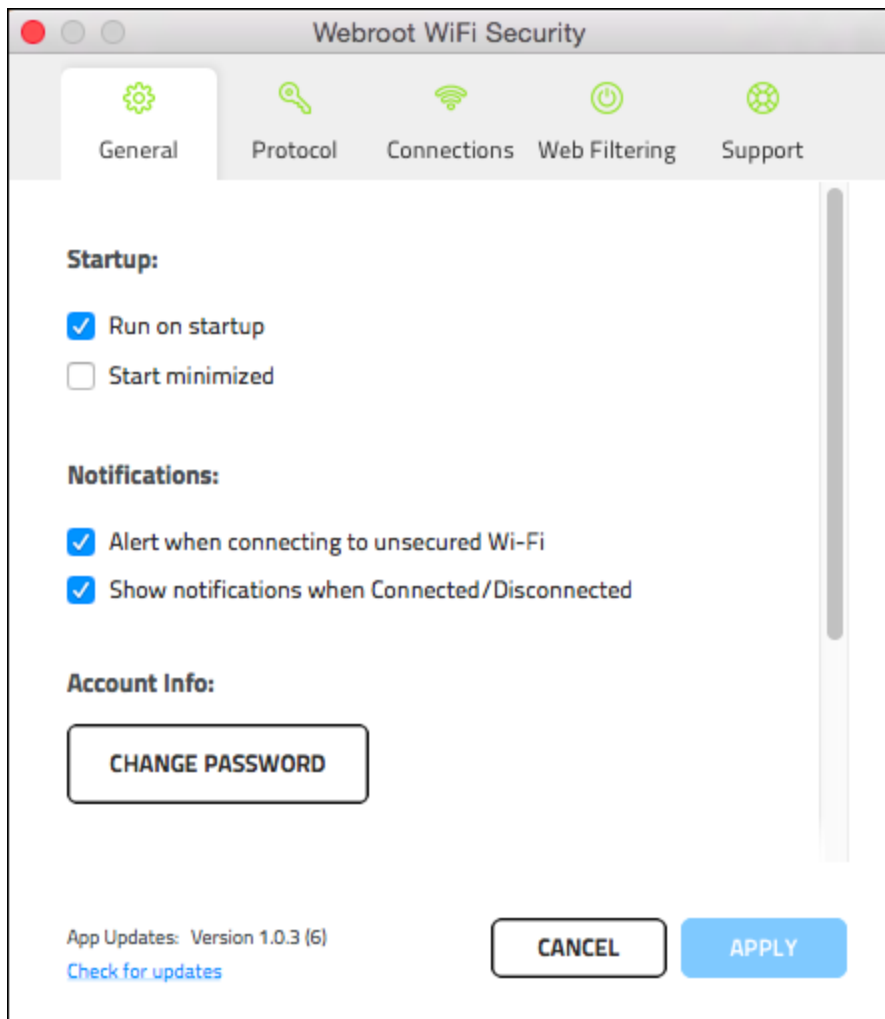 Webroot WiFi Security
General Protocol Connections Web Filtering Support
Startup:
Run on startup
Start minimized
Notifications:
Alert when connecting to unsecured Wi-Fi
Show notifications when Connected/Disconnected
Account Info:
CHANGE PASSWORD
App Updates: Version 1.0.3 (6)
Check for updates
CANCEL APPLY